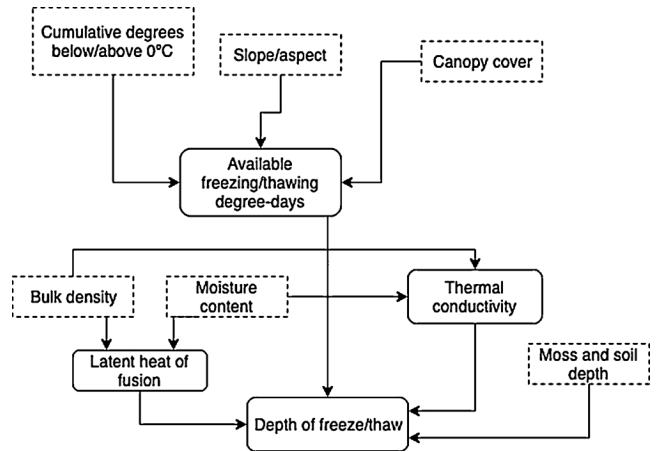 Cumulative degrees
below/above 0°C
Slope/aspect
Canopy cover
Available
freezing/thawing
degree-days
Bulk density
Moisture
content
Thermal
conductivity
Latent heat of
fusion
Moss and soil
depth
Depth of freeze/thaw